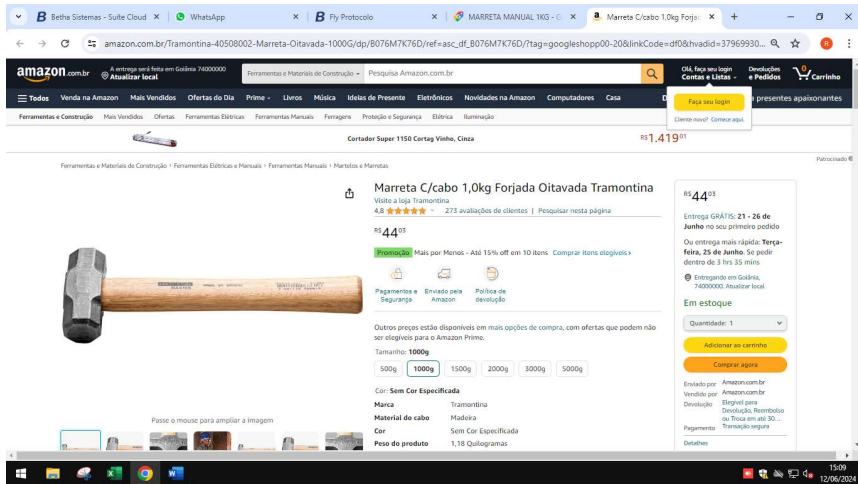 Betha Sistemas - Suite Cloud
WhatsApp
Fly Protocolo
MARRETA MANUAL 1KG - G
Marreta C/cabo 1,0kg Forja
amazon.com.br/Tramontina-40508002-Marreta-Oitavada-1000G/dp/B076M7K76D/ref=asc_df_B076M7K76D/?tag=googleshopp00-20&linkCode=df0&hvadid=37969930...
R
amazon.com.br
A entrega será feita em Goiânia 74000000
Atualizar local
Ferramentas e Materiais de Construção
Pesquisa Amazon.com.br
Olá, faça seu login
Contas e Listas
Devoluções
e Pedidos
0
Carrinho
Todos Venda na Amazon Mais Vendidos Ofertas do Dia Prime Livros Música Ideias de Presente Eletrônicos Novidades na Amazon Computadores Casa
presentes apaixonantes
Faça seu login
Cliente novo? Comece aqui.
Ferramentas e Construção Mais Vendidos Ofertas Ferramentas Elétricas Ferramentas Manuais Ferragens Proteção e Segurança Elétrica Iluminação
Cortador Super 1150 Cortag Vinho, Cinza
R$1.41901
Patrocinado
Ferramentas e Materiais de Construção › Ferramentas Elétricas e Manuais › Ferramentas Manuais › Martelos e Marretas
Marreta C/cabo 1,0kg Forjada Oitavada Tramontina
Visite a loja Tramontina
4,8 273 avaliações de clientes | Pesquisar nesta página
R$4403
Promoção Mais por Menos - Até 15% off em 10 itens Comprar itens elegíveis ›
Pagamentos e
Segurança
Enviado pela
Amazon
Política de
devolução
Outros preços estão disponíveis em mais opções de compra, com ofertas que podem não
ser elegíveis para o Amazon Prime.
Tamanho: 1000g
500g 1000g 1500g 2000g 3000g 5000g
Cor: Sem Cor Especificada
Marca Tramontina
Material do cabo Madeira
Cor Sem Cor Especificada
Peso do produto 1,18 Quilogramas
Passe o mouse para ampliar a imagem
R$4403
Entrega GRÁTIS: 21 - 26 de
Junho no seu primeiro pedido
Ou entrega mais rápida: Terça-
feira, 25 de Junho. Se pedir
dentro de 3 hrs 35 mins
Entregando em Goiânia,
74000000. Atualizar local
Em estoque
Quantidade: 1
Adicionar ao carrinho
Comprar agora
Enviado por Amazon.com.br
Vendido por Amazon.com.br
Devolução Elegível para
Devolução, Reembolso
ou Troca em até 30...
Pagamento Transação segura
Detalhes
15:09
12/06/2024